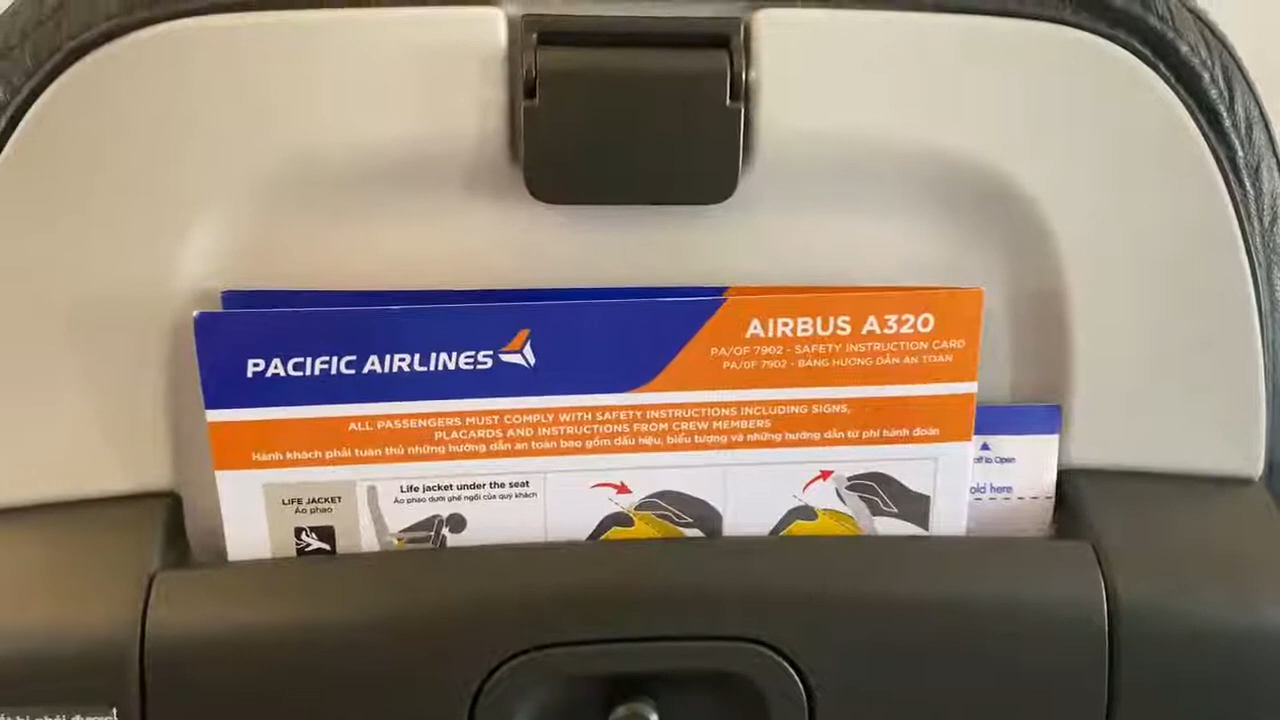 PACIFIC AIRLINES
AIRBUS A320
PA/OF 7902 - SAFETY INSTRUCTION CARD
PA/OF 7902 - BẢNG HƯỚNG DẪN AN TOÀN
ALL PASSENGERS MUST COMPLY WITH SAFETY INSTRUCTIONS INCLUDING SIGNS,
PLACARDS AND INSTRUCTIONS FROM CREW MEMBERS
Hành khách phải tuân thủ những hướng dẫn an toàn bao gồm dấu hiệu, biểu tượng và những hướng dẫn từ phi hành đoàn
LIFE JACKET
Áo phao
Life jacket under the seat
Áo phao dưới ghế ngồi của quý khách
to Open
old here
phải được